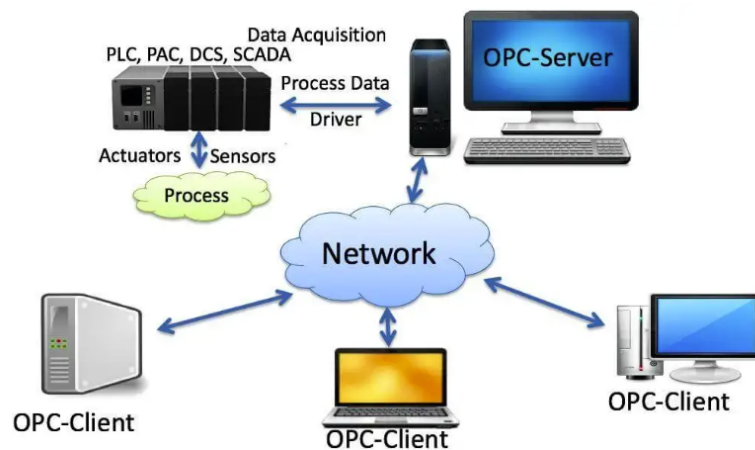 Data Acquisition
PLC, PAC, DCS, SCADA
OPC-Server
Process Data
Driver
Actuators
Sensors
Process
Network
OPC-Client
OPC-Client
OPC-Client